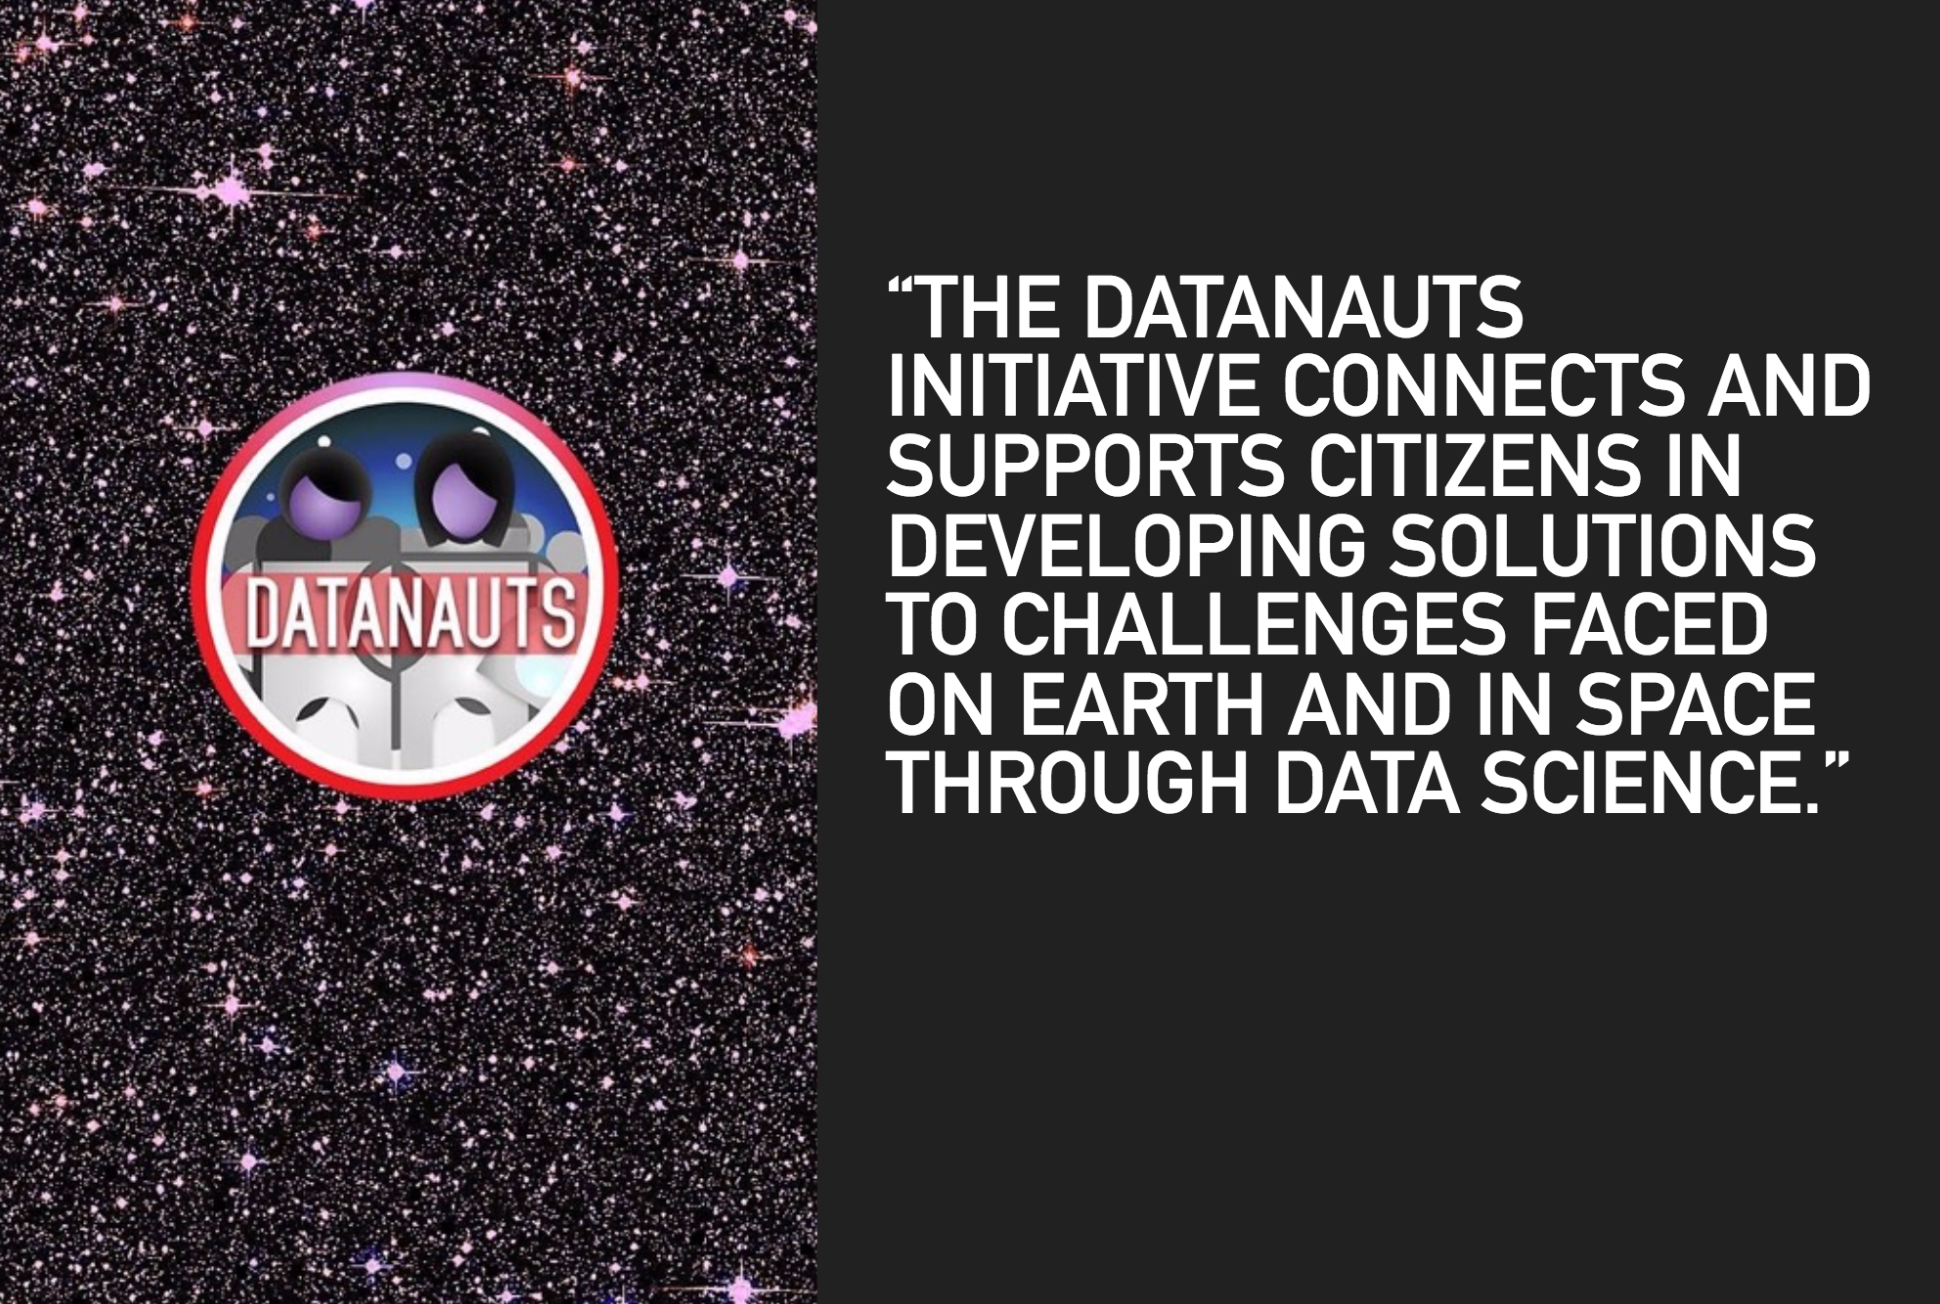 DATANAUTS
“THE DATANAUTS
INITIATIVE CONNECTS AND
SUPPORTS CITIZENS IN
DEVELOPING SOLUTIONS
TO CHALLENGES FACED
ON EARTH AND IN SPACE
THROUGH DATA SCIENCE.”